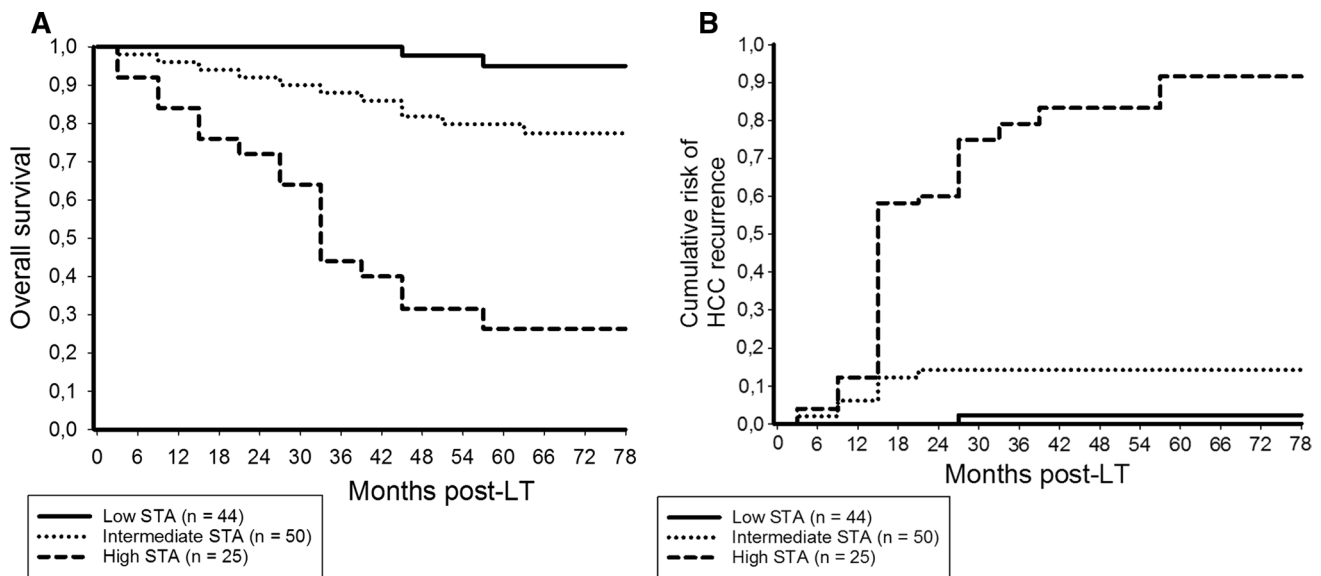 A
Overall survival
1,0
0,9
0,8
0,7
0,6
0,5
0,4
0,3
0,2
0,1
0,0
0 6 12 18 24 30 36 42 48 54 60 66 72 78
Months post-LT
Low STA (n = 44)
Intermediate STA (n = 50)
High STA (n = 25)
B
Cumulative risk of
HCC recurrence
1,0
0,9
0,8
0,7
0,6
0,5
0,4
0,3
0,2
0,1
0,0
0 6 12 18 24 30 36 42 48 54 60 66 72 78
Months post-LT
Low STA (n = 44)
Intermediate STA (n = 50)
High STA (n = 25)